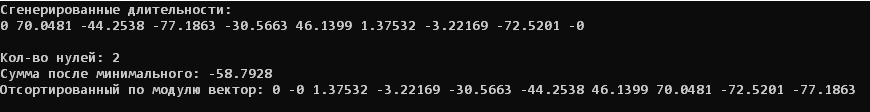 Сгенерированные длительности:
0 70.0481 -44.2538 -77.1863 -30.5663 46.1399 1.37532 -3.22169 -72.5201 -0
Кол-во нулей: 2
Сумма после минимального: -58.7928
Отсортированный по модулю вектор: 0 -0 1.37532 -3.22169 -30.5663 -44.2538 46.1399 70.0481 -72.5201 -77.1863